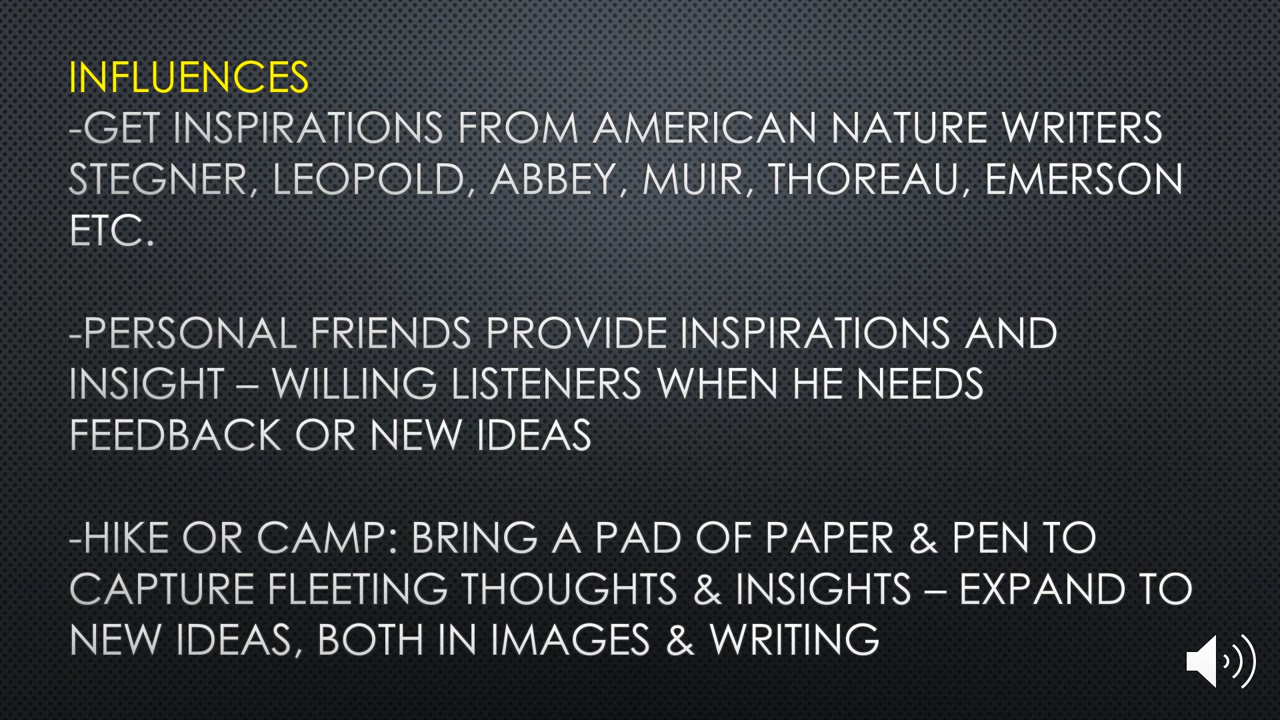 INFLUENCES
-GET INSPIRATIONS FROM AMERICAN NATURE WRITERS
STEGNER, LEOPOLD, ABBEY, MUIR, THOREAU, EMERSON
ETC.
-PERSONAL FRIENDS PROVIDE INSPIRATIONS AND
INSIGHT – WILLING LISTENERS WHEN HE NEEDS
FEEDBACK OR NEW IDEAS
-HIKE OR CAMP: BRING A PAD OF PAPER & PEN TO
CAPTURE FLEETING THOUGHTS & INSIGHTS – EXPAND TO
NEW IDEAS, BOTH IN IMAGES & WRITING